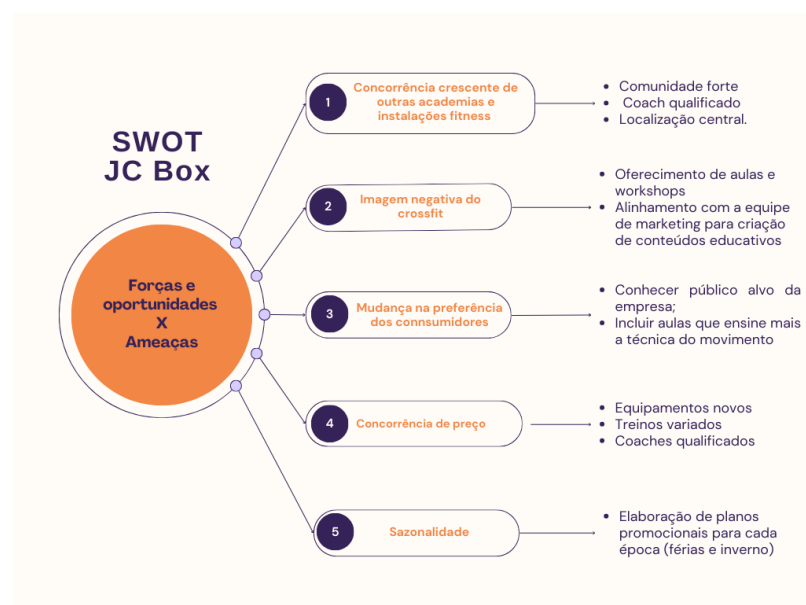 SWOT
JC Box
Forças e
oportunidades
X
Ameaças
1
Concorrência crescente de
outras academias e
instalações fitness
• Comunidade forte
• Coach qualificado
• Localização central.
2
Imagem negativa do
crossfit
• Oferecimento de aulas e
workshops
• Alinhamento com a equipe
de marketing para criação
de conteúdos educativos
3
Mudança na preferência
dos connsumidores
• Conhecer público alvo da
empresa;
• Incluir aulas que ensine mais
a técnica do movimento
4
Concorrência de preço
• Equipamentos novos
• Treinos variados
• Coaches qualificados
5
Sazonalidade
• Elaboração de planos
promocionais para cada
época (férias e inverno)